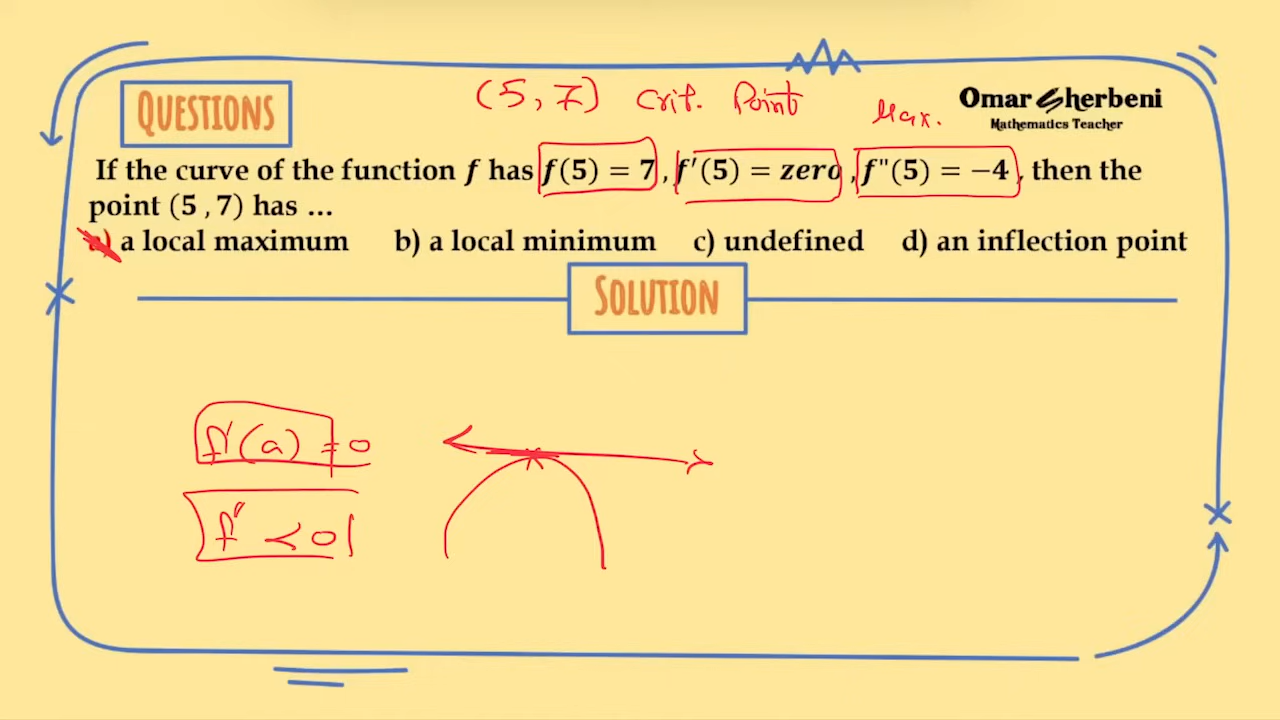 (5, 7) Crit. Point
Max.
Omar Sherbeni
Mathematics Teacher
QUESTIONS
If the curve of the function f has f(5) = 7 , f′(5) = zero , f"(5) = −4 , then the
point (5 , 7) has ...
a) a local maximum b) a local minimum c) undefined d) an inflection point
SOLUTION
f'(a) = 0
f" < 0